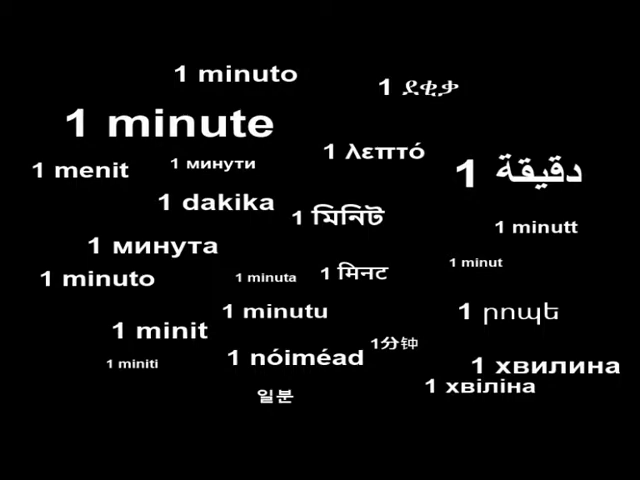 1 minuto
1 ደቂቃ
1 minute
1 λεπτό
1 menit
1 минути
1 دقيقة
1 dakika
1 মিনিট
1 minutt
1 минута
1 minut
1 minuto
1 minuta
1 मिनट
1 minutu
1 րոպե
1 minit
1分钟
1 nóiméad
1 miniti
1 хвилина
1 хвіліна
일분